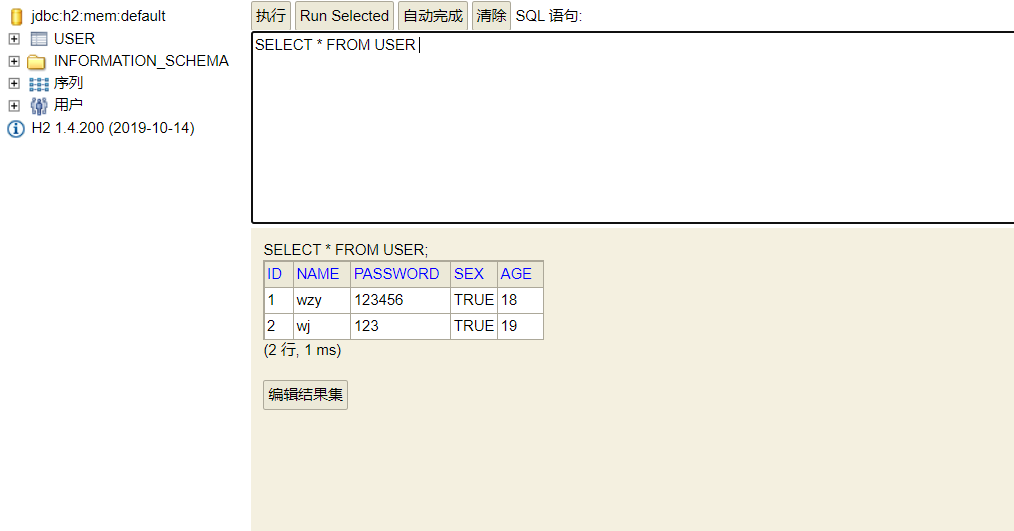 jdbc:h2:mem:default
USER
INFORMATION_SCHEMA
序列
用户
H2 1.4.200 (2019-10-14)
执行 Run Selected 自动完成 清除 SQL 语句:
SELECT * FROM USER
SELECT * FROM USER;
ID NAME PASSWORD SEX AGE
1 wzy 123456 TRUE 18
2 wj 123 TRUE 19
(2 行, 1 ms)
编辑结果集